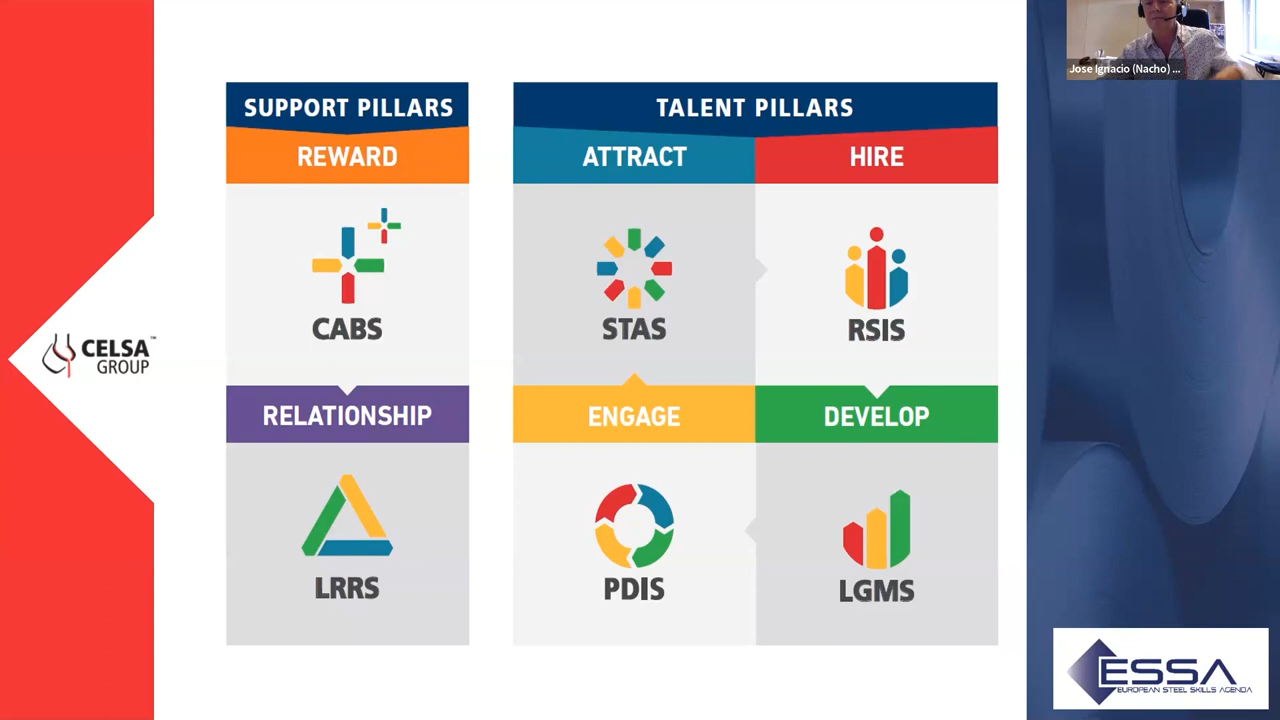 Jose Ignacio (Nacho) ...
SUPPORT PILLARS
REWARD
CABS
RELATIONSHIP
LRRS
TALENT PILLARS
ATTRACT
HIRE
STAS
RSIS
ENGAGE
DEVELOP
PDIS
LGMS
CELSA™
GROUP
ESSA
EUROPEAN STEEL SKILLS AGENDA